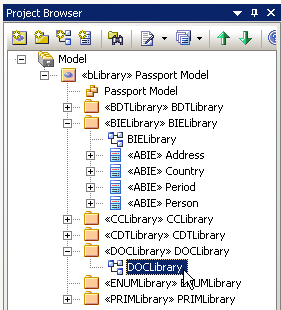 Project Browser
Model
«bLibrary» Passport Model
Passport Model
«BDTLibrary» BDTLibrary
«BIELibrary» BIELibrary
BIELibrary
«ABIE» Address
«ABIE» Country
«ABIE» Period
«ABIE» Person
«CCLibrary» CCLibrary
«CDTLibrary» CDTLibrary
«DOCLibrary» DOCLibrary
DOCLibrary
«ENUMLibrary» ENUMLibrary
«PRIMLibrary» PRIMLibrary